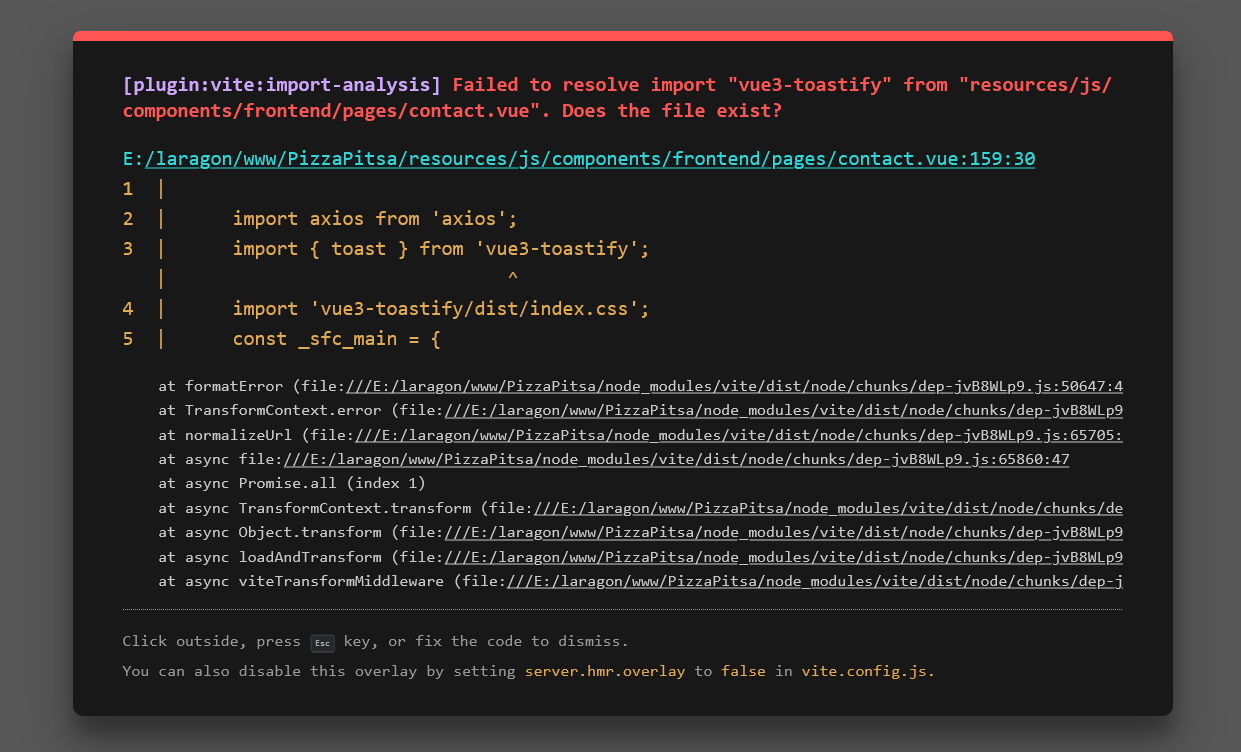 [plugin:vite:import-analysis] Failed to resolve import "vue3-toastify" from "resources/js/
components/frontend/pages/contact.vue". Does the file exist?
E:/laragon/www/PizzaPitsa/resources/js/components/frontend/pages/contact.vue:159:30
1  |
2  |      import axios from 'axios';
3  |      import { toast } from 'vue3-toastify';
   |                               ^
4  |      import 'vue3-toastify/dist/index.css';
5  |      const _sfc_main = {
at formatError (file:///E:/laragon/www/PizzaPitsa/node_modules/vite/dist/node/chunks/dep-jvB8WLp9.js:50647:4
at TransformContext.error (file:///E:/laragon/www/PizzaPitsa/node_modules/vite/dist/node/chunks/dep-jvB8WLp9
at normalizeUrl (file:///E:/laragon/www/PizzaPitsa/node_modules/vite/dist/node/chunks/dep-jvB8WLp9.js:65705:
at async file:///E:/laragon/www/PizzaPitsa/node_modules/vite/dist/node/chunks/dep-jvB8WLp9.js:65860:47
at async Promise.all (index 1)
at async TransformContext.transform (file:///E:/laragon/www/PizzaPitsa/node_modules/vite/dist/node/chunks/de
at async Object.transform (file:///E:/laragon/www/PizzaPitsa/node_modules/vite/dist/node/chunks/dep-jvB8WLp9
at async loadAndTransform (file:///E:/laragon/www/PizzaPitsa/node_modules/vite/dist/node/chunks/dep-jvB8WLp9
at async viteTransformMiddleware (file:///E:/laragon/www/PizzaPitsa/node_modules/vite/dist/node/chunks/dep-j
Click outside, press Esc key, or fix the code to dismiss.
You can also disable this overlay by setting server.hmr.overlay to false in vite.config.js.